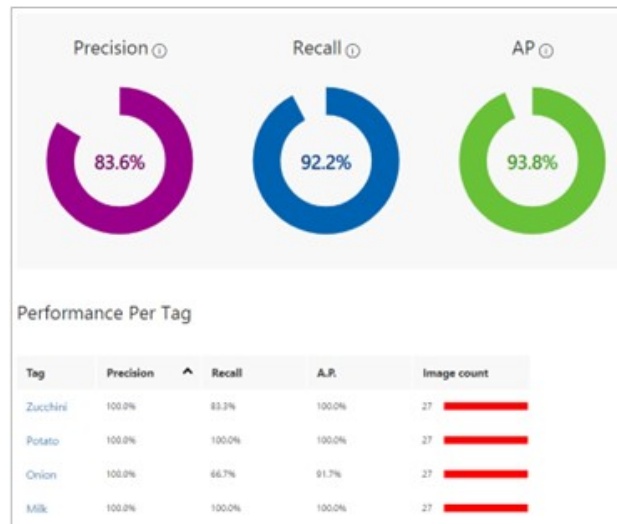 Precision ⓘ Recall ⓘ AP ⓘ
83.6% 92.2% 93.8%
Performance Per Tag
Tag Precision ^ Recall A.P. Image count
Zucchini 100.0% 83.3% 100.0% 27
Potato 100.0% 100.0% 100.0% 27
Onion 100.0% 66.7% 91.7% 27
Milk 100.0% 100.0% 100.0% 27